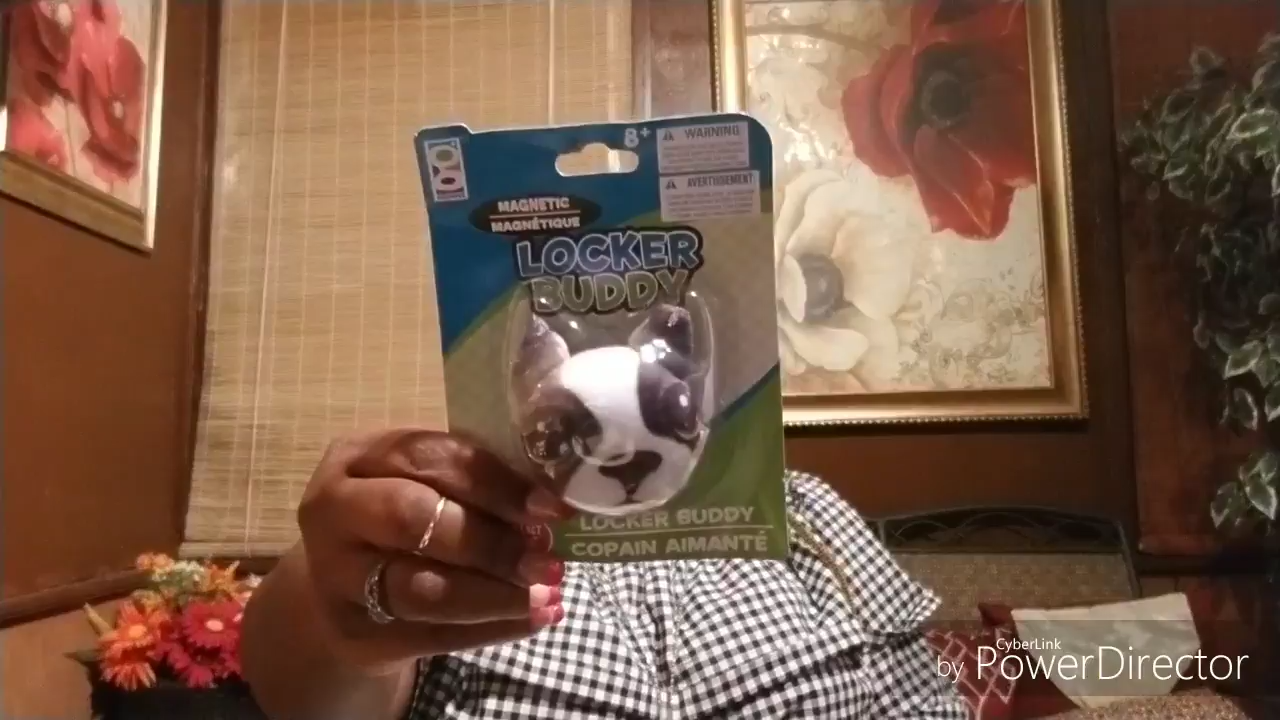 8+
WARNING
AVERTISSEMENT
MAGNETIC
MAGNÉTIQUE
LOCKER
BUDDY
LOCKER BUDDY
COPAIN AIMANTÉ
CyberLink
by PowerDirector